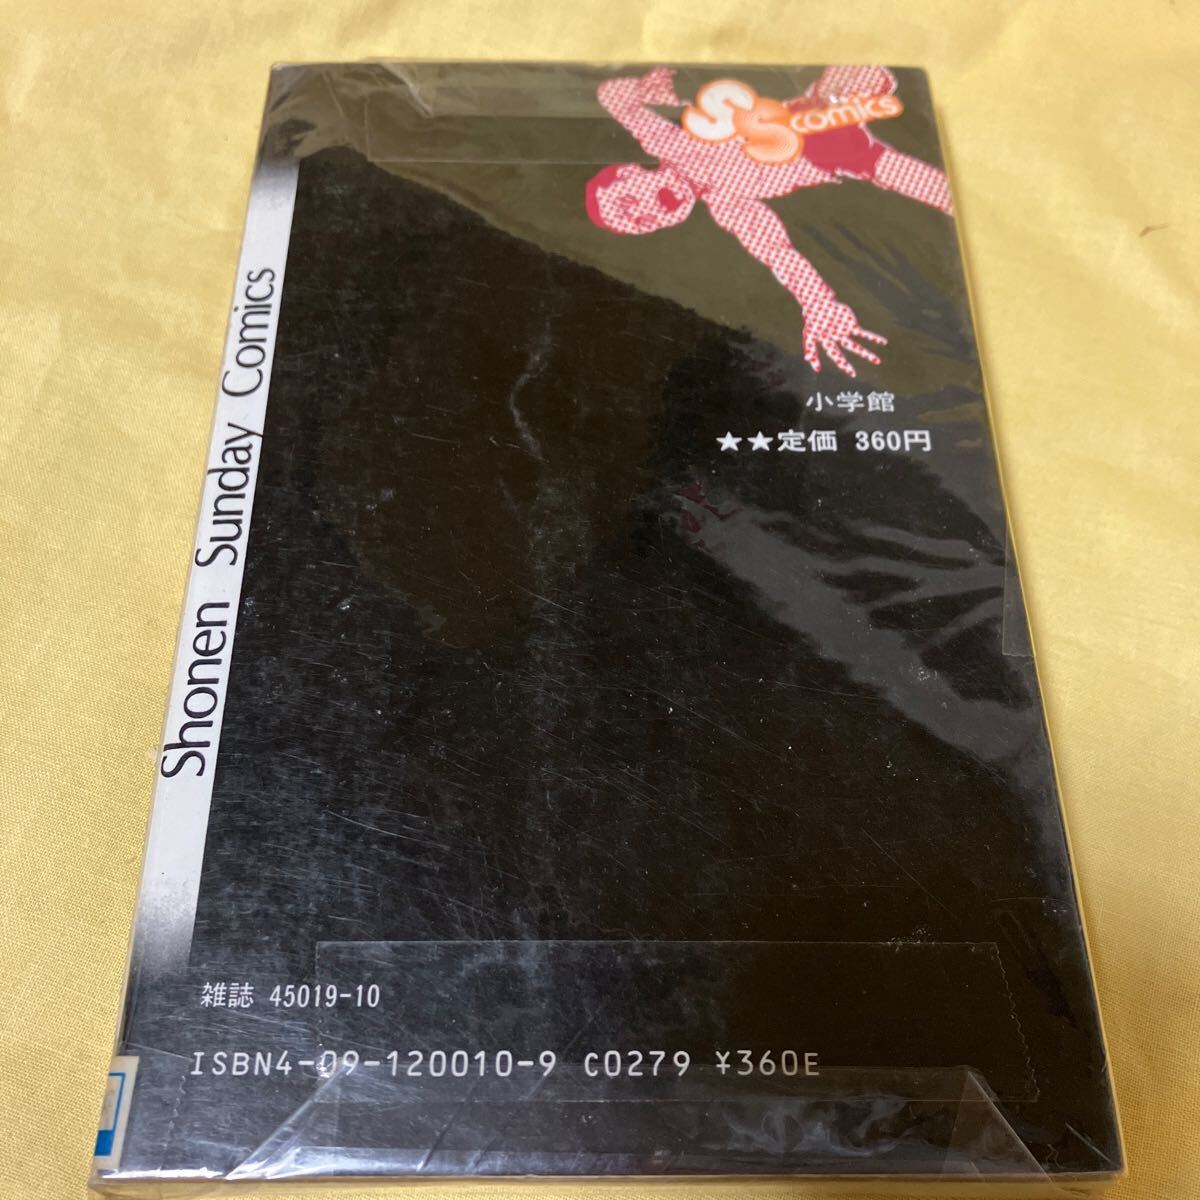 SS comics
小学館
★★定価 360円
Shonen Sunday Comics
雑誌 45019-10
ISBN4-09-120010-9 C0279 ¥360E